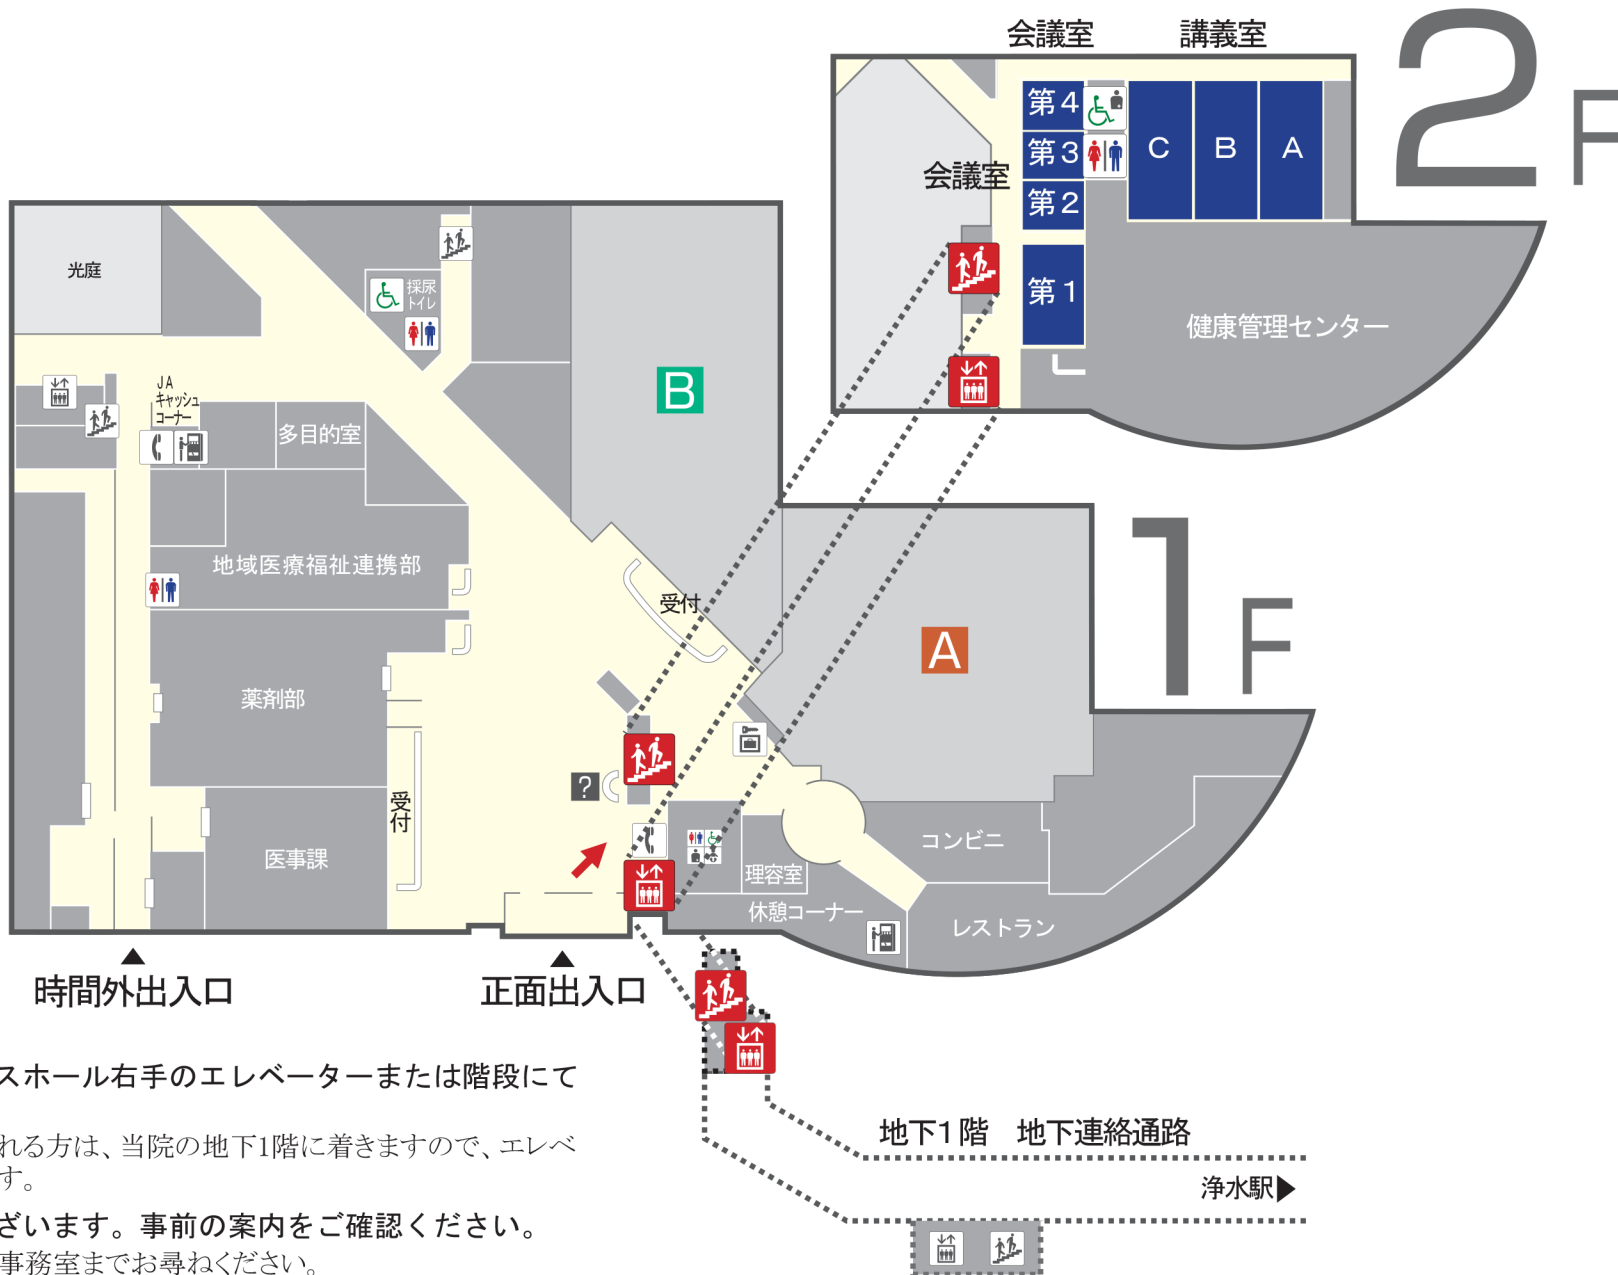 会議室 講義室
2F
第4
第3
第2
第1
C B A
会議室
健康管理センター
光庭
採尿
トイレ
JA
キャッシュ
コーナー
多目的室
B
地域医療福祉連携部
受付
A
1F
薬剤部
?
受付
医事課
コンビニ
理容室
休憩コーナー
レストラン
時間外出入口
正面出入口
スホール右手のエレベーターまたは階段にて
れる方は、当院の地下1階に着きますので、エレベ
す。
ざいます。事前の案内をご確認ください。
事務室までお尋ねください。
地下1階 地下連絡通路
浄水駅▶